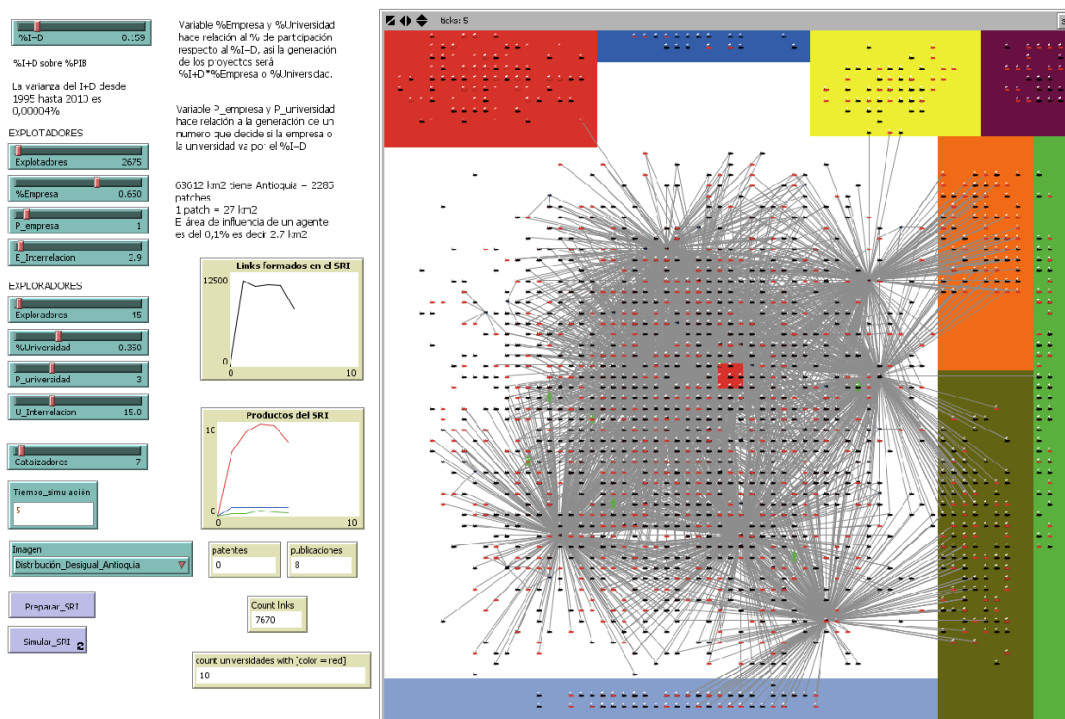 %I-D 0.159
%I+D sobre %PIB
La varianza del I+D desde
1995 hasta 2013 es
0,00004%
EXPLOTADORES
Explotadores 2675
%Empresa 0.650
P_empresa 1
E_Interrelacion 2.9
EXPLORADORES
Exploradores 15
%Universidad 0.350
P_universidad 3
U_Interrelacion 15.0
Catalizadores 7
Tiempo_simulación
5
Imagen
Distribución_Desigual_Antioquia
Preparar_SRI
Simular_SRI
Variable %Empresa y %Universidad
hace relación al % de participación
respecto al %I-D, asi la generación
de los proyectos será
%I+D*%Empresa o %Universidad.
Variable P_empresa y P_universidad
hace relación a la generación de un
numero que decide si la empresa o
la universidad va por el %I-D
63612 km2 tiene Antioquia - 2285
patches
1 patch = 27 km2
E área de influencia de un agente
es del 0,1% es decir 2.7 km2
Links formados en el SRI
12500
0
0 10
Productos del SRI
10
0
0 10
patentes
0
publicaciones
8
Count links
7670
count universidades with [color = red]
10
ticks: 5